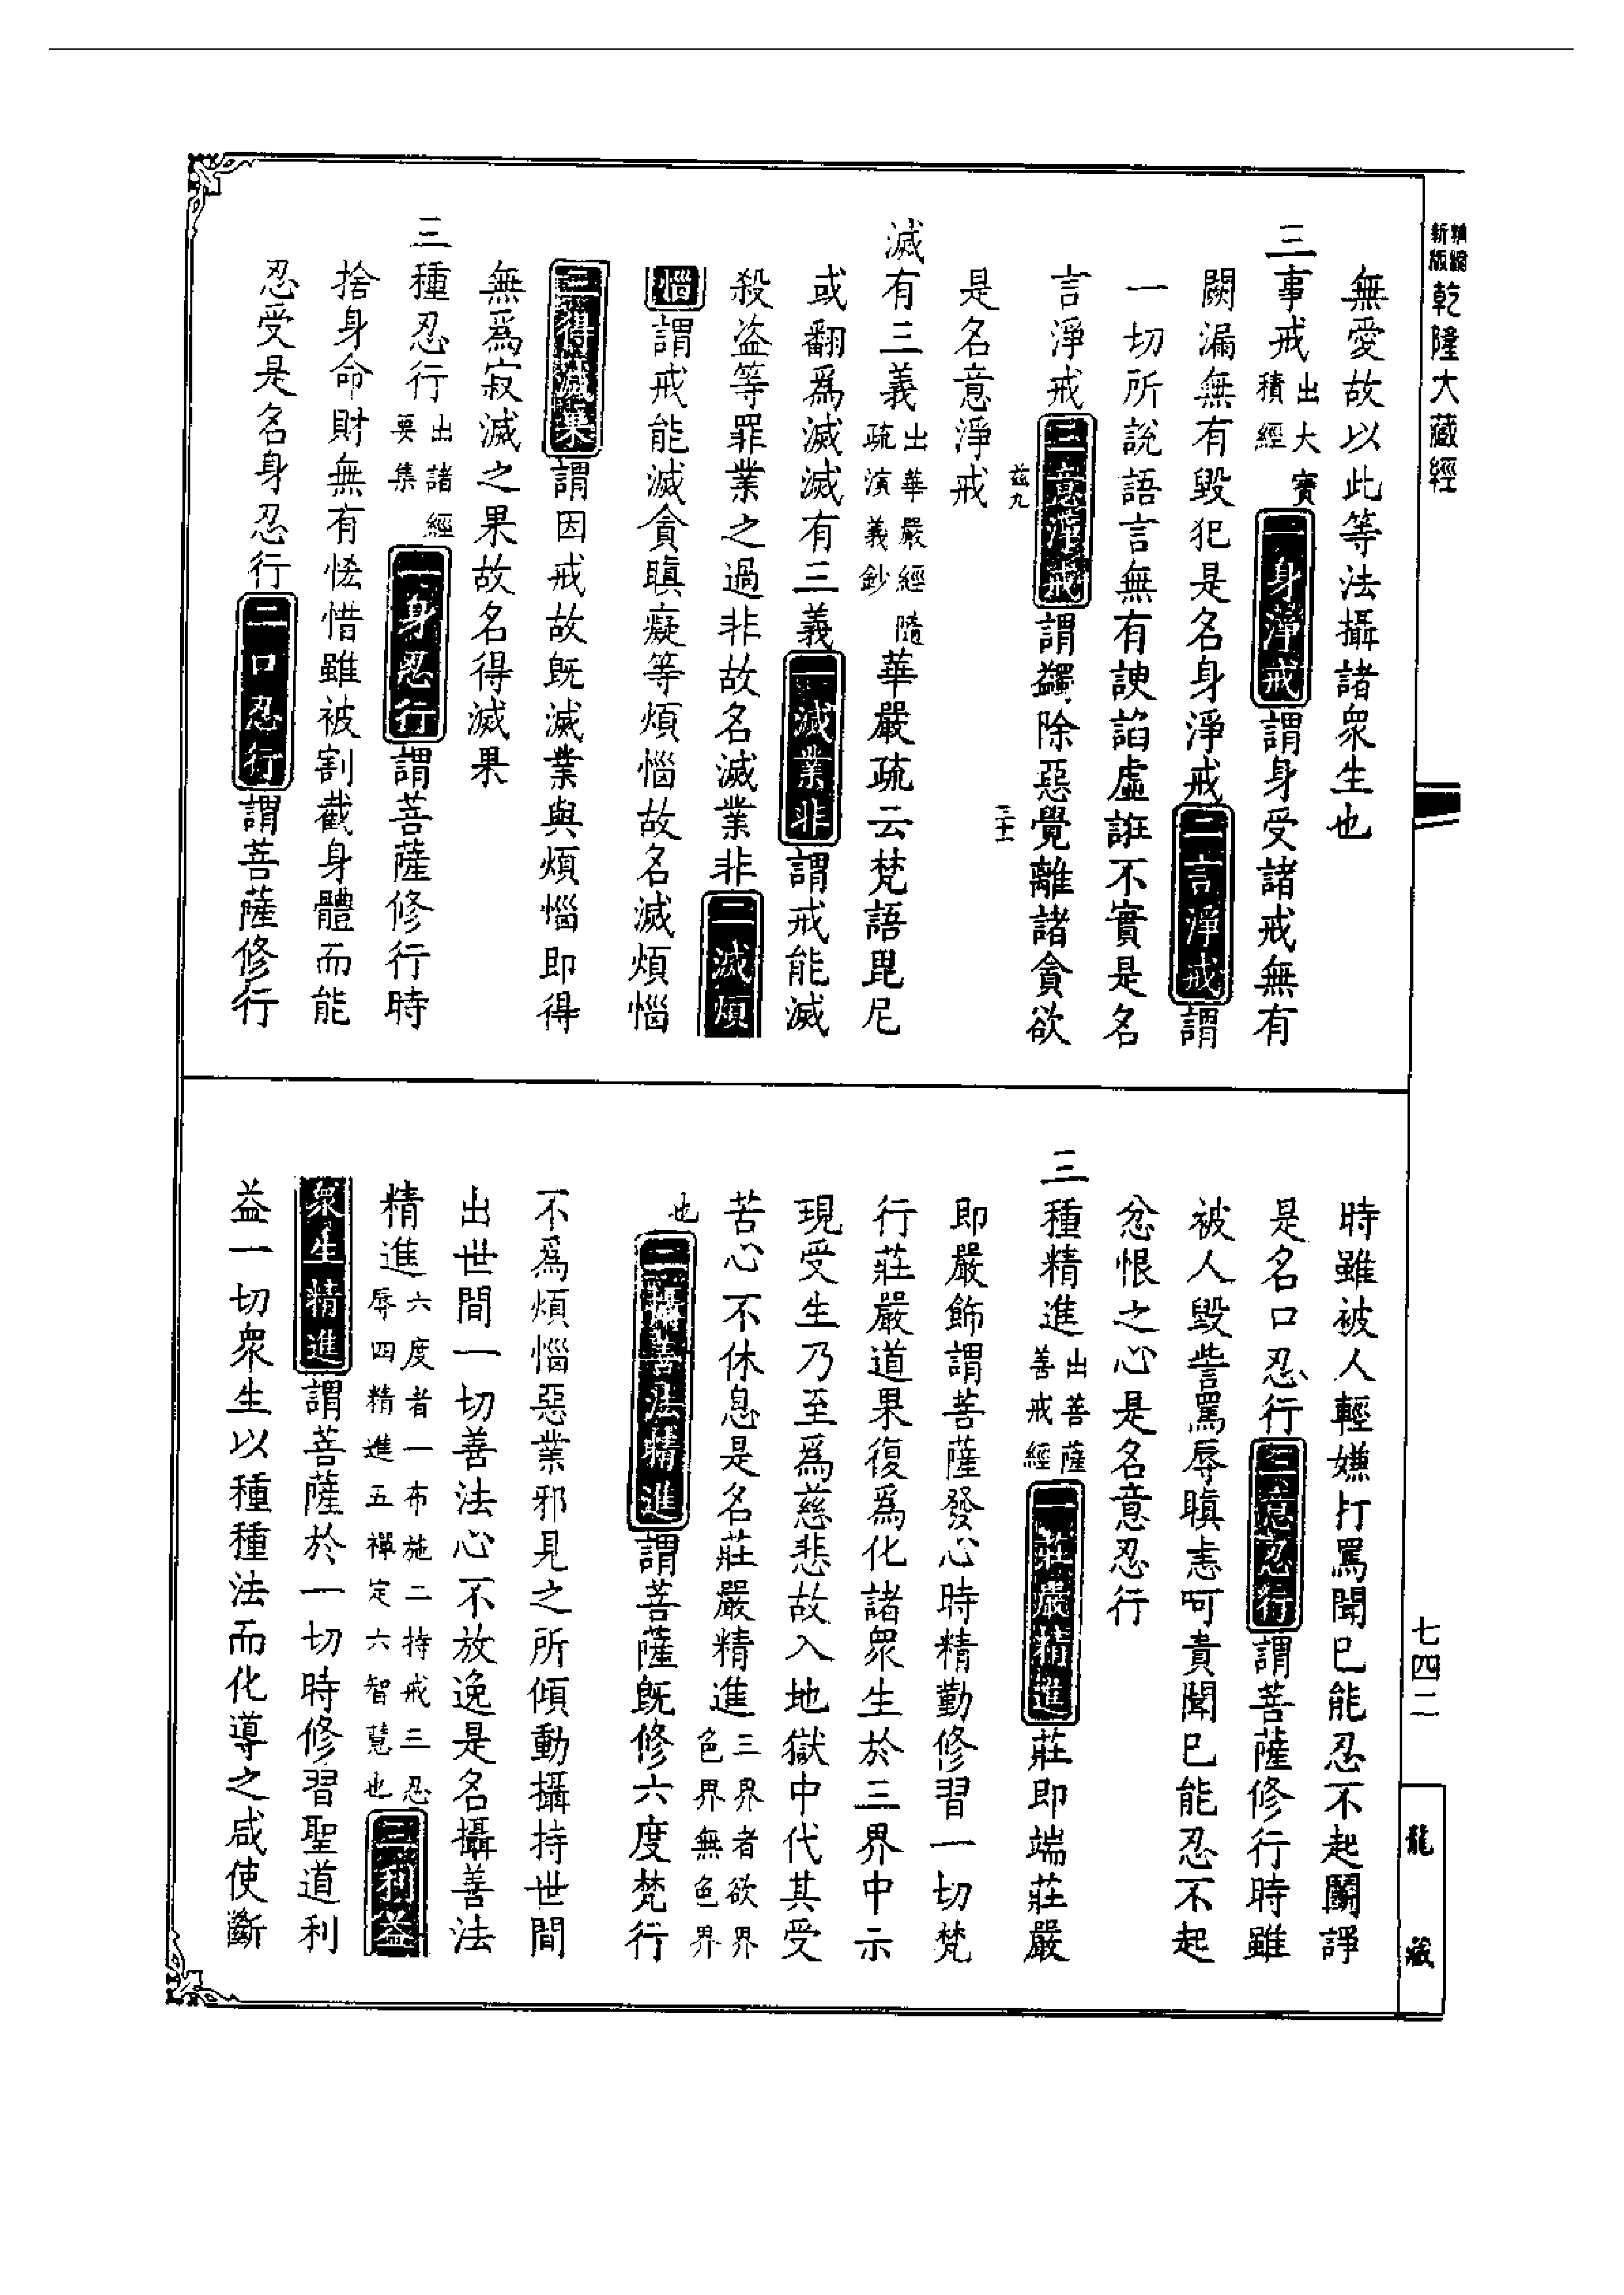 新版精縮乾隆大藏經
無愛故以此等法攝諸衆生也
三事戒出大寶積經一身淨戒謂身受諸戒無有
闕漏無有毀犯是名身淨戒二言淨戒謂
一切所説語言無有諛諂虛誑不實是名
言淨戒三意淨戒謂蠲除惡覺離諸貪欲
茲九 三十二
是名意淨戒
滅有三義出華嚴經隨疏演義鈔華嚴疏云梵語毘尼
或翻爲滅滅有三義一滅業非謂戒能滅
殺盜等罪業之過非故名滅業非二滅煩
惱謂戒能滅貪瞋癡等煩惱故名滅煩惱
三得滅果謂因戒故既滅業與煩惱即得
無爲寂滅之果故名得滅果
三種忍行出諸經要集一身忍行謂菩薩修行時
捨身命財無有悋惜雖被割截身體而能
忍受是名身忍行二口忍行謂菩薩修行
時雖被人輕嫌打罵聞已能忍不起鬪諍
是名口忍行三意忍行謂菩薩修行時雖
被人毀訾罵辱瞋恚呵責聞已能忍不起
忿恨之心是名意忍行
三種精進出菩薩善戒經一莊嚴精進莊即端莊嚴
即嚴飾謂菩薩發心時精勤修習一切梵
行莊嚴道果復爲化諸衆生於三界中示
現受生乃至爲慈悲故入地獄中代其受
苦心不休息是名莊嚴精進三界者欲界色界無色界
也二攝善法精進謂菩薩既修六度梵行
不爲煩惱惡業邪見之所傾動攝持世間
出世間一切善法心不放逸是名攝善法
精進六度者一布施二持戒三忍辱四精進五禪定六智慧也三利益
衆生精進謂菩薩於一切時修習聖道利
益一切衆生以種種法而化導之咸使斷
七四二
龍藏